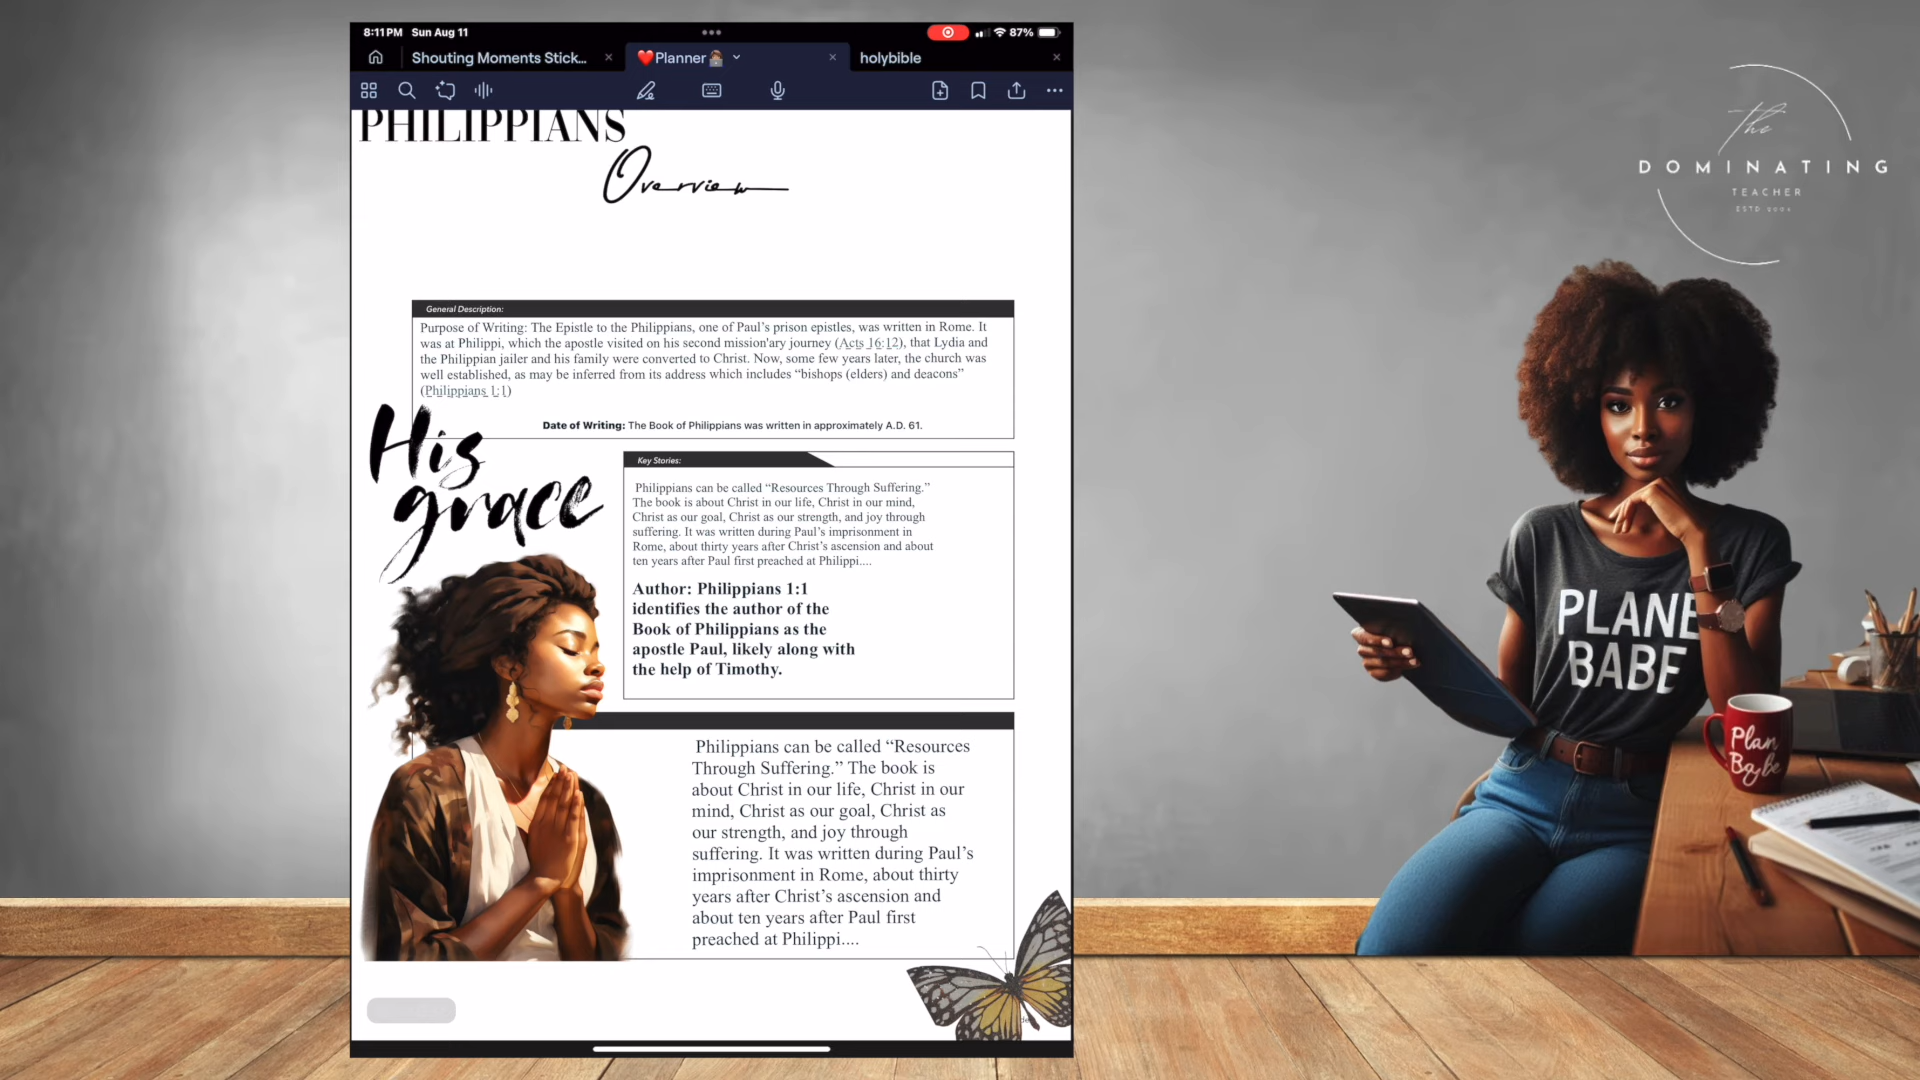 8:11 PM Sun Aug 11
87%
Shouting Moments Stick...
❤️Planner
holybible
PHILIPPIANS
Overview
General Description:
Purpose of Writing: The Epistle to the Philippians, one of Paul's prison epistles, was written in Rome. It
was at Philippi, which the apostle visited on his second mission'ary journey (Acts 16:12), that Lydia and
the Philippian jailer and his family were converted to Christ. Now, some few years later, the church was
well established, as may be inferred from its address which includes “bishops (elders) and deacons”
(Philippians 1:1)
Date of Writing: The Book of Philippians was written in approximately A.D. 61.
His
grace
Key Stories:
Philippians can be called “Resources Through Suffering.”
The book is about Christ in our life, Christ in our mind,
Christ as our goal, Christ as our strength, and joy through
suffering. It was written during Paul's imprisonment in
Rome, about thirty years after Christ's ascension and about
ten years after Paul first preached at Philippi....
Author: Philippians 1:1
identifies the author of the
Book of Philippians as the
apostle Paul, likely along with
the help of Timothy.
Philippians can be called “Resources
Through Suffering.” The book is
about Christ in our life, Christ in our
mind, Christ as our goal, Christ as
our strength, and joy through
suffering. It was written during Paul's
imprisonment in Rome, about thirty
years after Christ's ascension and
about ten years after Paul first
preached at Philippi....
the
DOMINATING
TEACHER
ESTD 2004
PLANE
BABE
Plan
Babe